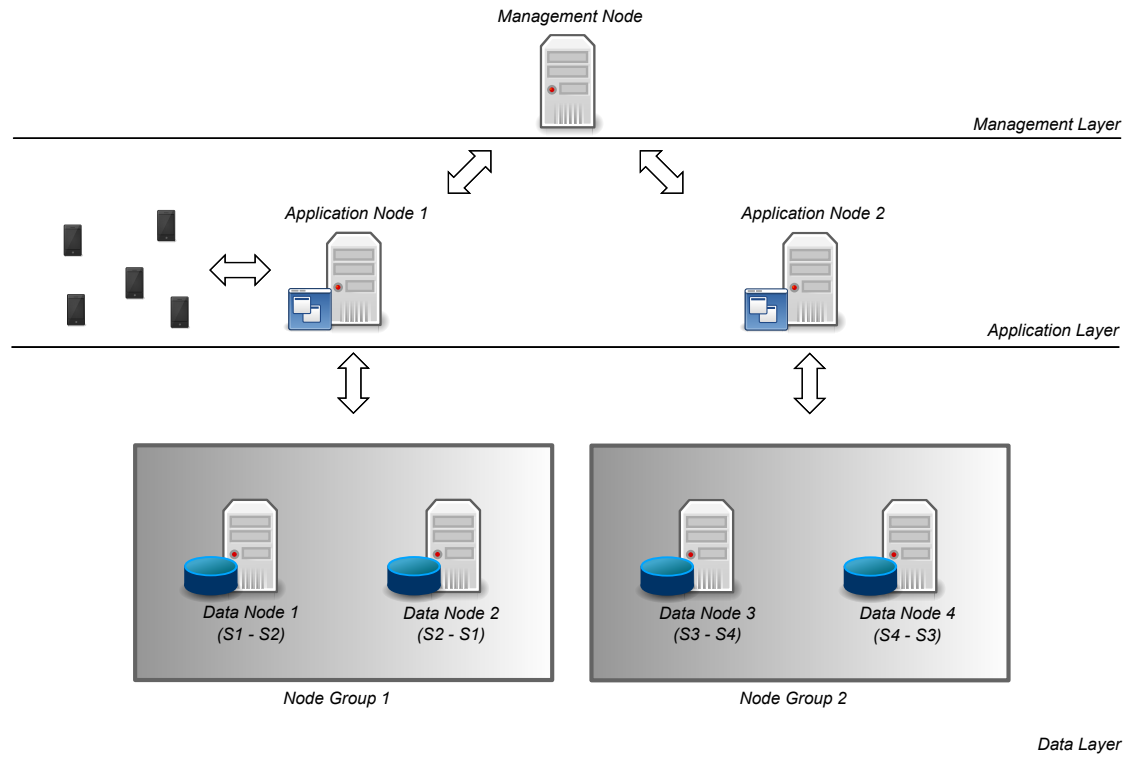 Management Node
Management Layer
Application Node 1
Application Node 2
Application Layer
Data Node 1
(S1 - S2)
Data Node 2
(S2 - S1)
Data Node 3
(S3 - S4)
Data Node 4
(S4 - S3)
Node Group 1
Node Group 2
Data Layer